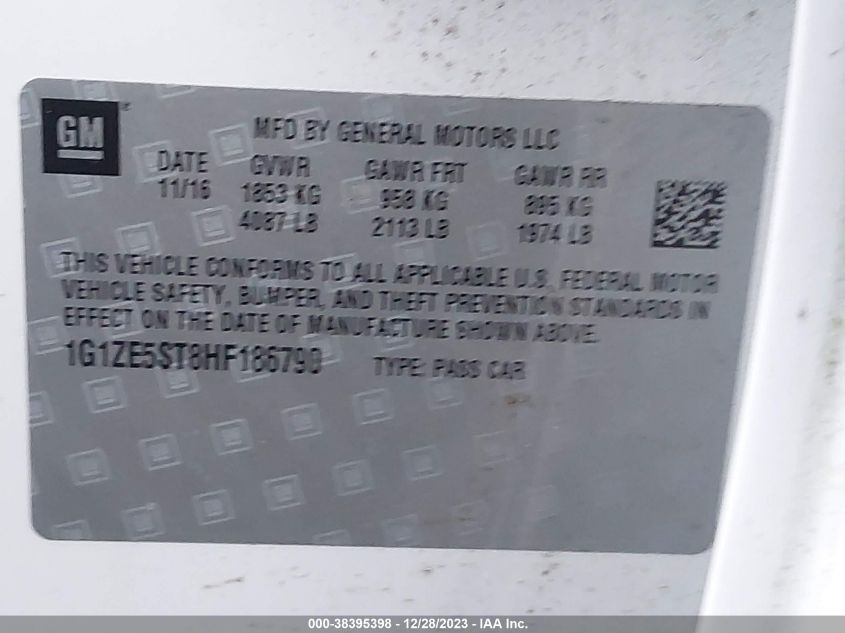 GM ®
MFD BY GENERAL MOTORS LLC
DATE GVWR GAWR FRT GAWR RR
11/16 1853 KG 958 KG 895 KG
4087 LB 2113 LB 1974 LB
THIS VEHICLE CONFORMS TO ALL APPLICABLE U.S. FEDERAL MOTOR
VEHICLE SAFETY, BUMPER, AND THEFT PREVENTION STANDARDS IN
EFFECT ON THE DATE OF MANUFACTURE SHOWN ABOVE.
1G1ZE5ST8HF186790 TYPE: PASS CAR
000-38395398 - 12/28/2023 - IAA Inc.